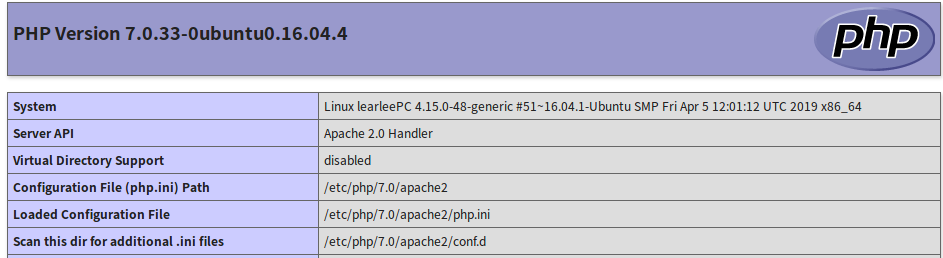 PHP Version 7.0.33-0ubuntu0.16.04.4
php
System Linux learleePC 4.15.0-48-generic #51~16.04.1-Ubuntu SMP Fri Apr 5 12:01:12 UTC 2019 x86_64
Server API Apache 2.0 Handler
Virtual Directory Support disabled
Configuration File (php.ini) Path /etc/php/7.0/apache2
Loaded Configuration File /etc/php/7.0/apache2/php.ini
Scan this dir for additional .ini files /etc/php/7.0/apache2/conf.d